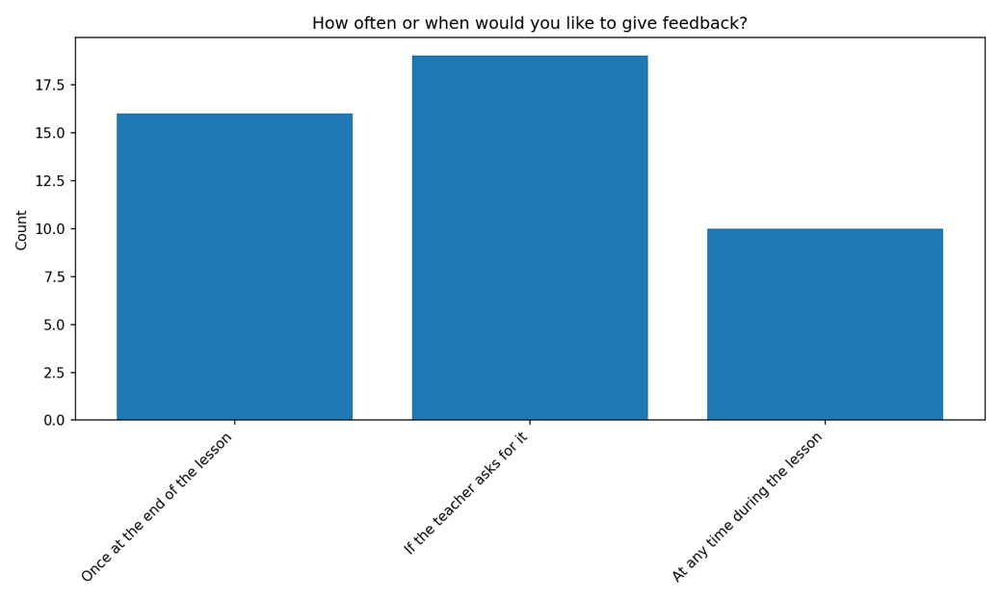 How often or when would you like to give feedback?
Count
17.5
15.0
12.5
10.0
7.5
5.0
2.5
0.0
Once at the end of the lesson
If the teacher asks for it
At any time during the lesson